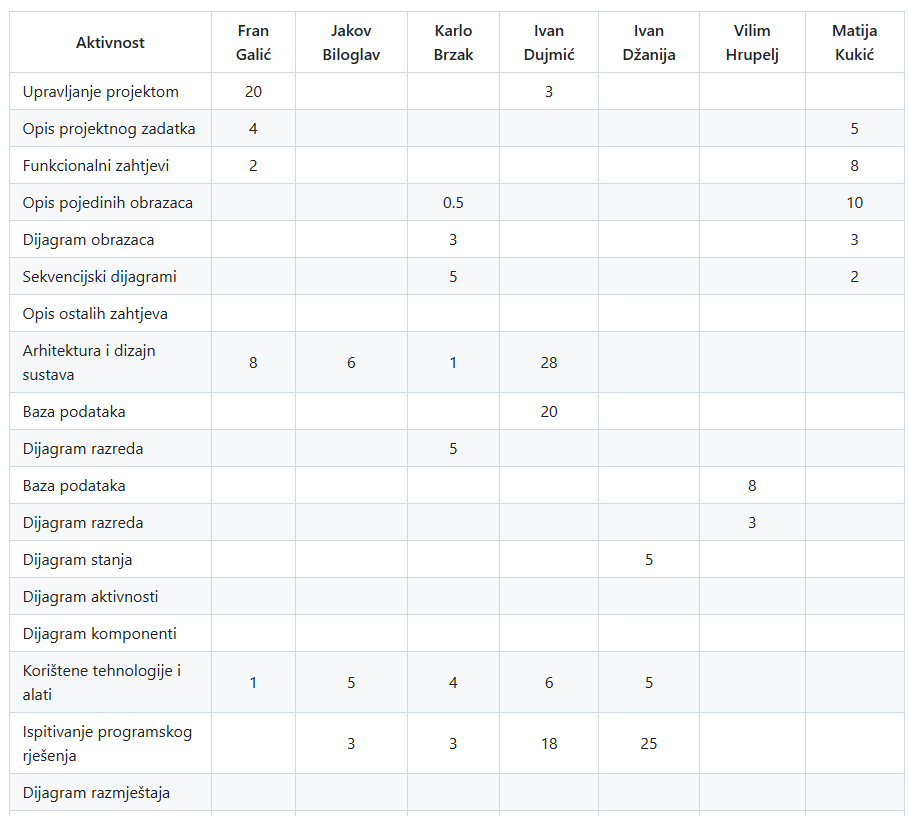 Aktivnost Fran Galić Jakov Biloglav Karlo Brzak Ivan Dujmić Ivan Džanija Vilim Hrupelj Matija Kukić
Upravljanje projektom 20 3
Opis projektnog zadatka 4 5
Funkcionalni zahtjevi 2 8
Opis pojedinih obrazaca 0.5 10
Dijagram obrazaca 3 3
Sekvencijski dijagrami 5 2
Opis ostalih zahtjeva
Arhitektura i dizajn sustava 8 6 1 28
Baza podataka 20
Dijagram razreda 5
Baza podataka 8
Dijagram razreda 3
Dijagram stanja 5
Dijagram aktivnosti
Dijagram komponenti
Korištene tehnologije i alati 1 5 4 6 5
Ispitivanje programskog rješenja 3 3 18 25
Dijagram razmještaja